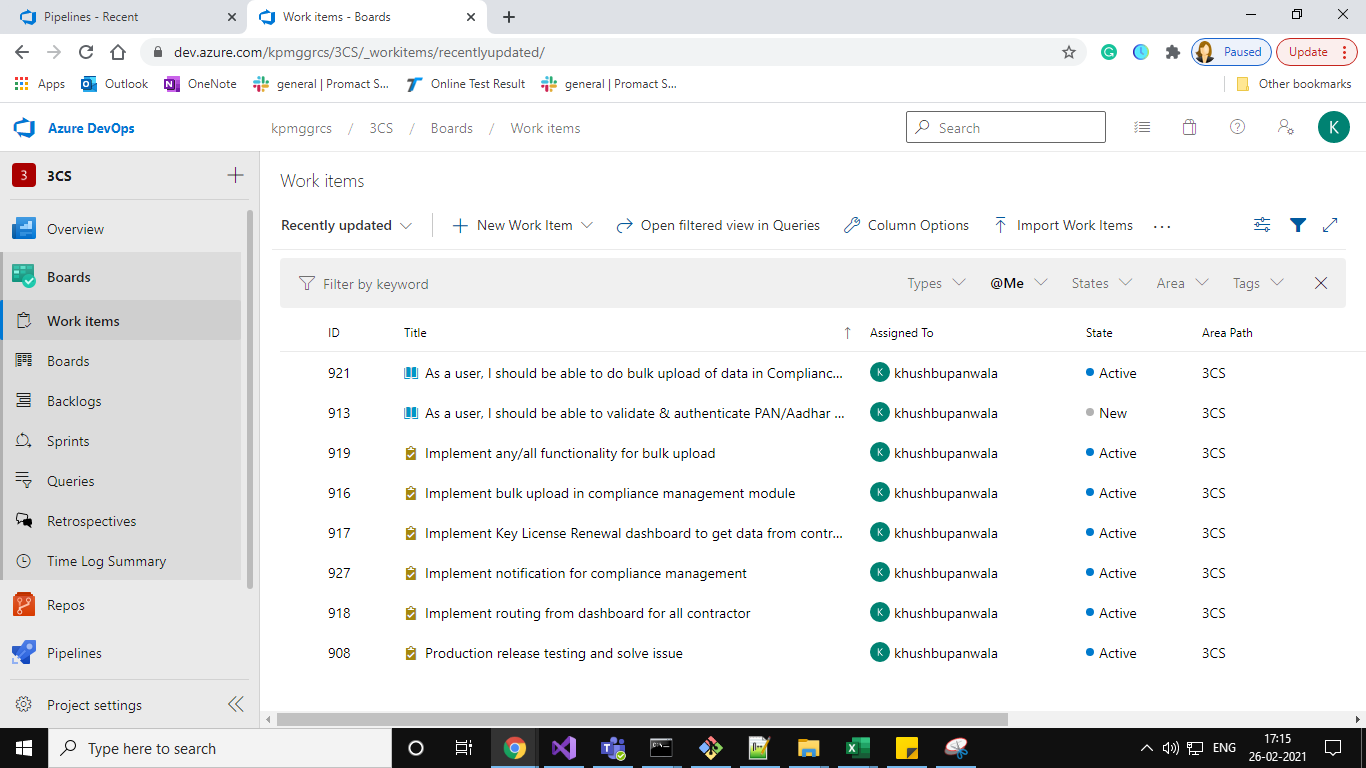 Pipelines - Recent
Work items - Boards
dev.azure.com/kpmggrcs/3CS/_workitems/recentlyupdated/
Paused
Update
Apps
Outlook
OneNote
general | Promact S...
Online Test Result
general | Promact S...
Other bookmarks
Azure DevOps
kpmggrcs / 3CS / Boards / Work items
Search
K
3 3CS
Work items
Overview
Recently updated
New Work Item
Open filtered view in Queries
Column Options
Import Work Items
Boards
Filter by keyword
Types
@Me
States
Area
Tags
Work items
Boards
Backlogs
Sprints
Queries
Retrospectives
Time Log Summary
Repos
Pipelines
Project settings
ID Title Assigned To State Area Path
921 As a user, I should be able to do bulk upload of data in Complianc... K khushbupanwala Active 3CS
913 As a user, I should be able to validate & authenticate PAN/Aadhar ... K khushbupanwala New 3CS
919 Implement any/all functionality for bulk upload K khushbupanwala Active 3CS
916 Implement bulk upload in compliance management module K khushbupanwala Active 3CS
917 Implement Key License Renewal dashboard to get data from contr... K khushbupanwala Active 3CS
927 Implement notification for compliance management K khushbupanwala Active 3CS
918 Implement routing from dashboard for all contractor K khushbupanwala Active 3CS
908 Production release testing and solve issue K khushbupanwala Active 3CS
Type here to search
ENG
17:15
26-02-2021